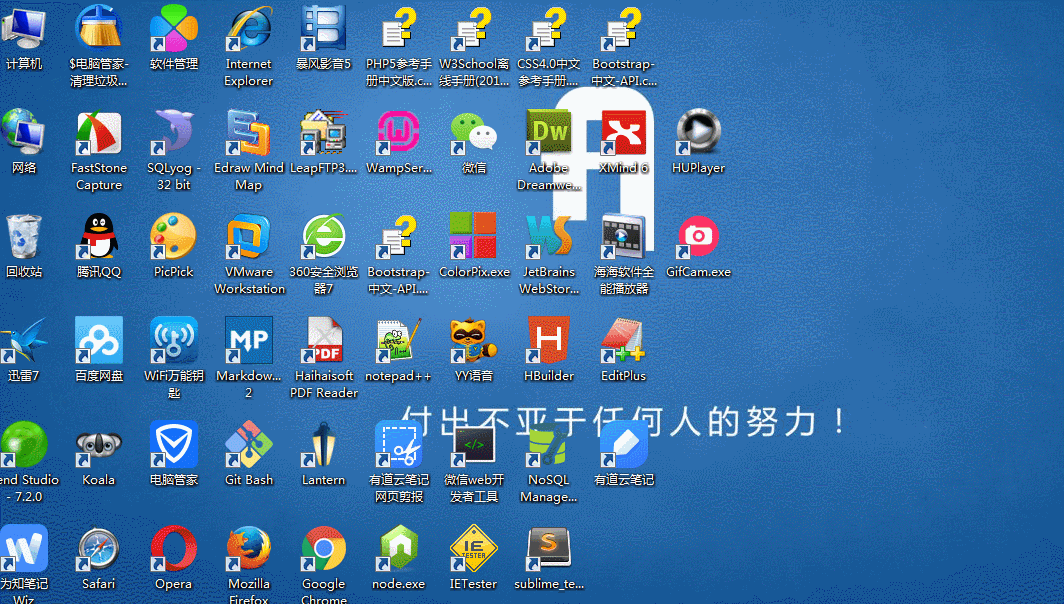 计算机
$电脑管家-
清理垃圾...
软件管理
Internet
Explorer
暴风影音5
PHP5参考手
册中文版.c...
W3School离
线手册(201...
CSS4.0中文
参考手册....
Bootstrap-
中文-API.c...
网络
FastStone
Capture
SQLyog -
32 bit
Edraw Mind
Map
LeapFTP3....
WampSer...
微信
Dw
Adobe
Dreamwe...
XMind 6
HUPlayer
回收站
腾讯QQ
PicPick
VMware
Workstation
360安全浏览
器7
Bootstrap-
中文-API....
ColorPix.exe
WS
JetBrains
WebStor...
海海软件全
能播放器
GifCam.exe
迅雷7
百度网盘
WiFi万能钥
匙
MP
Markdow...
2
PDF
Haihaisoft
PDF Reader
notepad++
YY语音
H
HBuilder
EditPlus
付出不亚于任何人的努力！
end Studio
- 7.2.0
Koala
电脑管家
Git Bash
Lantern
有道云笔记
网页剪报
</>
微信web开
发者工具
NoSQL
Manage...
有道云笔记
W
为知笔记
Wiz
Safari
Opera
Mozilla
Firefox
Google
Chrome
node.exe
IE
TESTER
IETester
S
sublime_te...